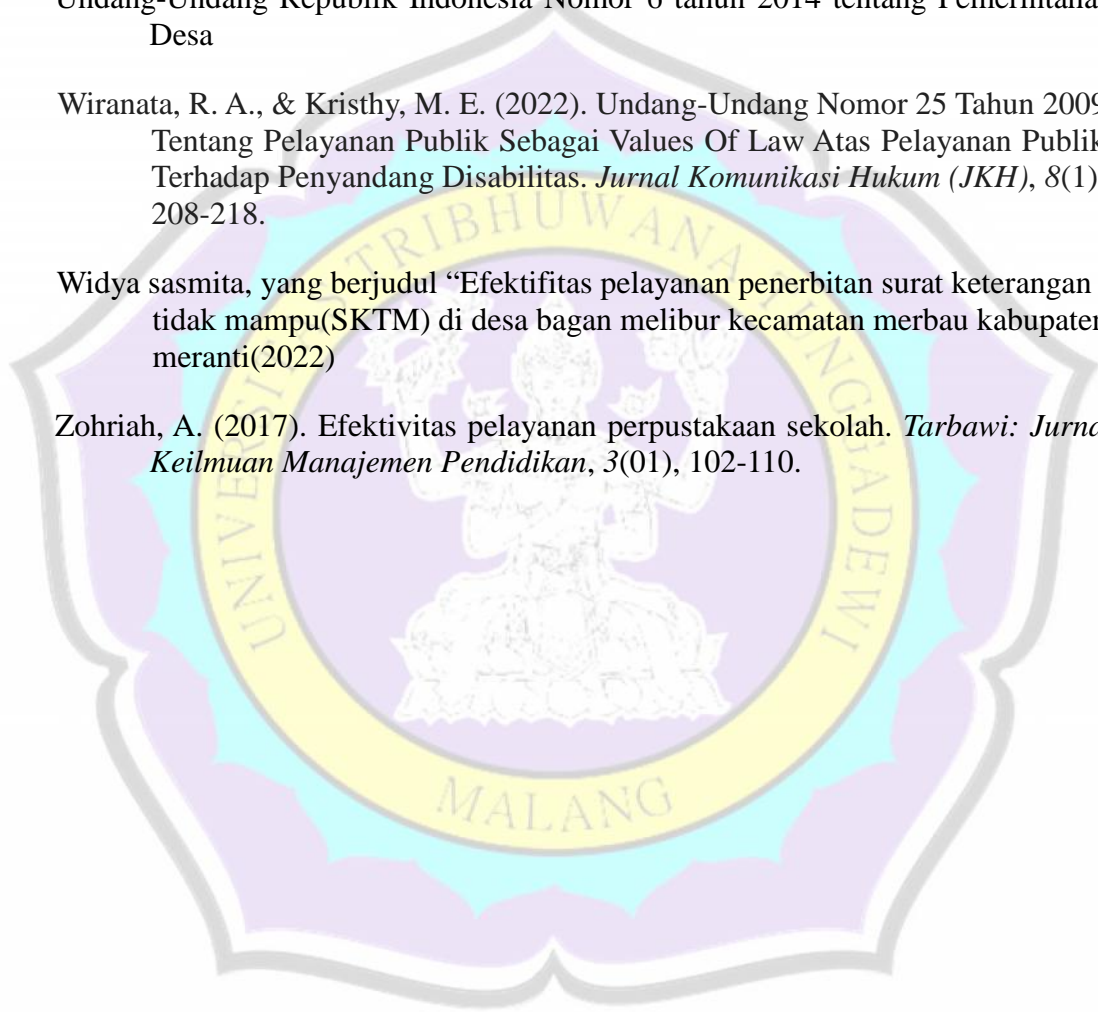 Undang-Undang Republik Indonesia Nomor 6 tahun 2014 tentang Pemerintaha
Desa
Wiranata, R. A., & Kristhy, M. E. (2022). Undang-Undang Nomor 25 Tahun 2009
Tentang Pelayanan Publik Sebagai Values Of Law Atas Pelayanan Publik
Terhadap Penyandang Disabilitas. Jurnal Komunikasi Hukum (JKH), 8(1)
208-218.
Widya sasmita, yang berjudul “Efektifitas pelayanan penerbitan surat keterangan
tidak mampu(SKTM) di desa bagan melibur kecamatan merbau kabupaten
meranti(2022)
Zohriah, A. (2017). Efektivitas pelayanan perpustakaan sekolah. Tarbawi: Jurna
Keilmuan Manajemen Pendidikan, 3(01), 102-110.
UNIVERSITAS TRIBHUWANA TUNGGADEWI
MALANG